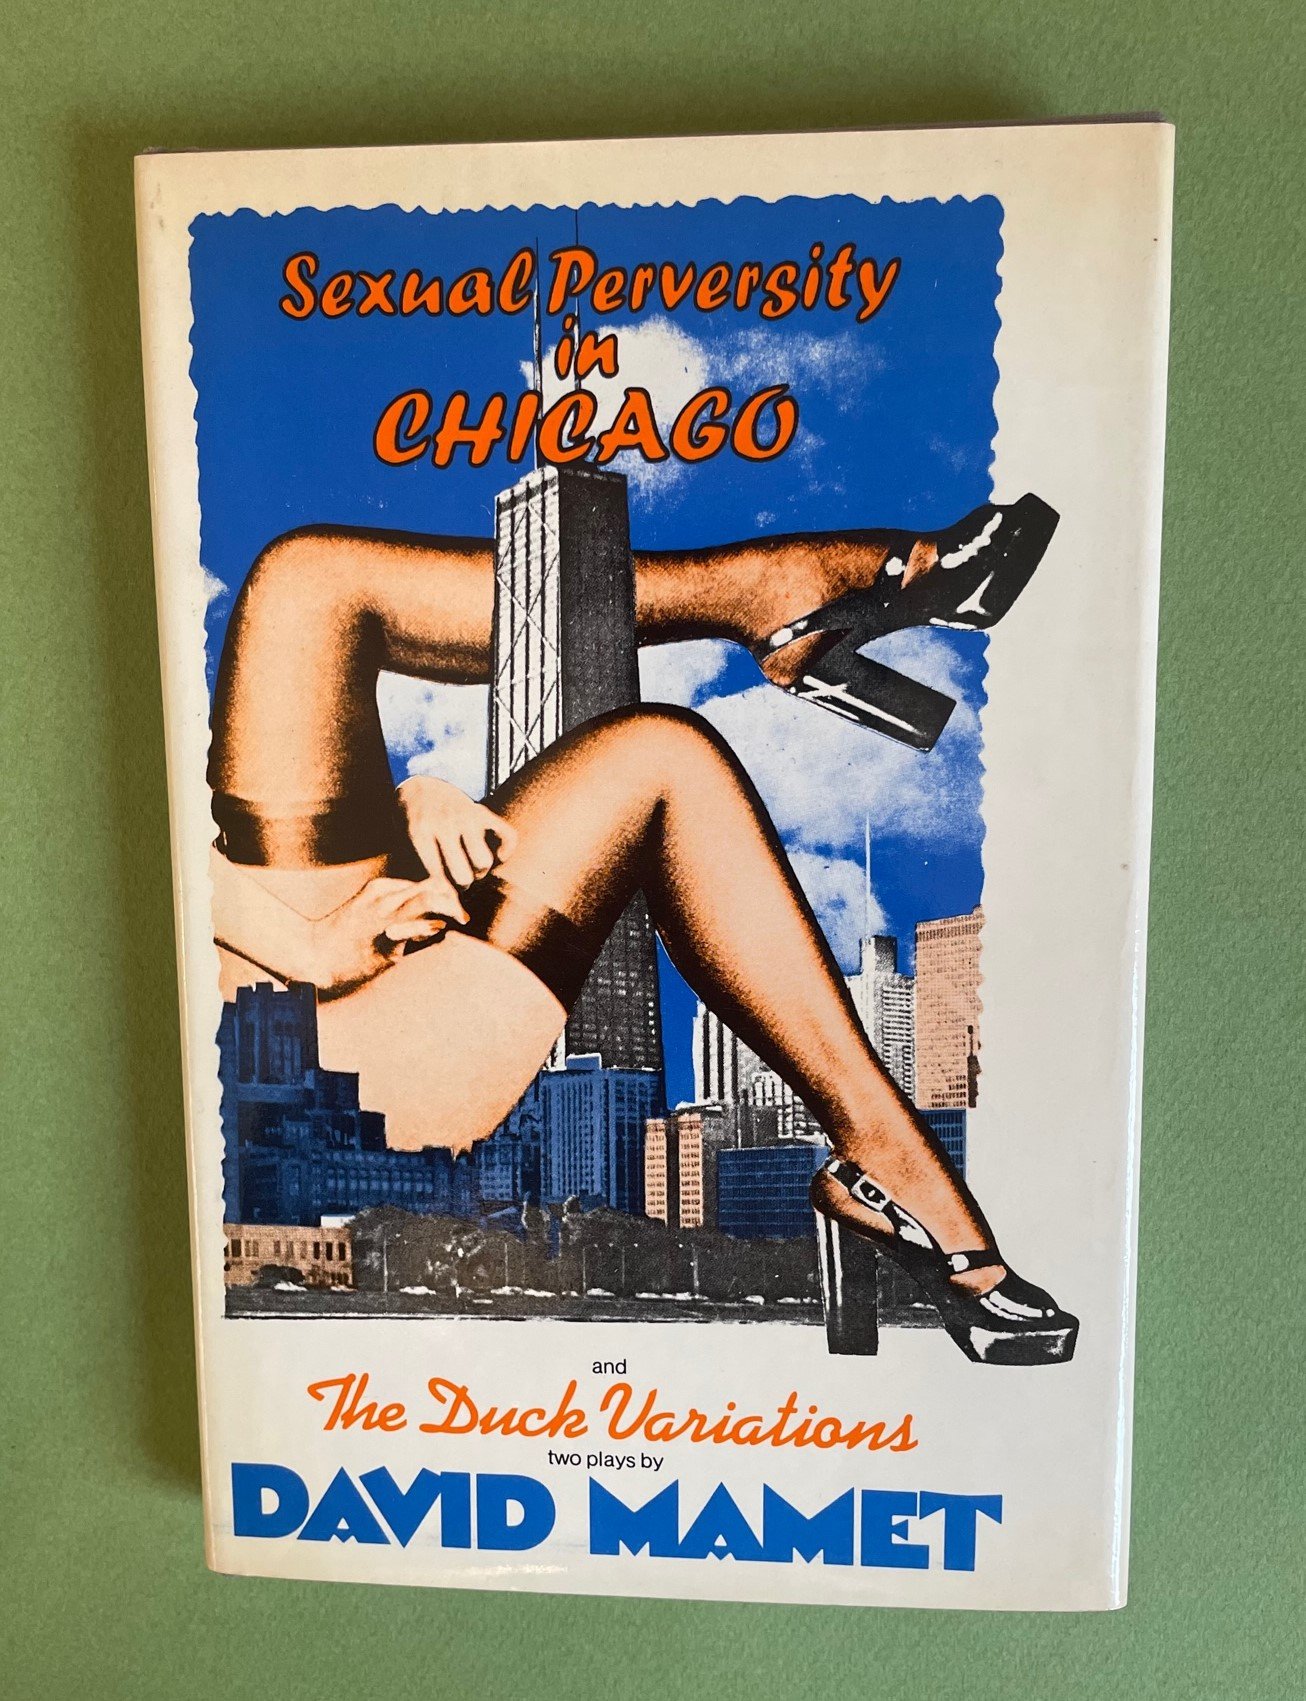 Sexual Perversity
in
CHICAGO
and
The Duck Variations
two plays by
DAVID MAMET